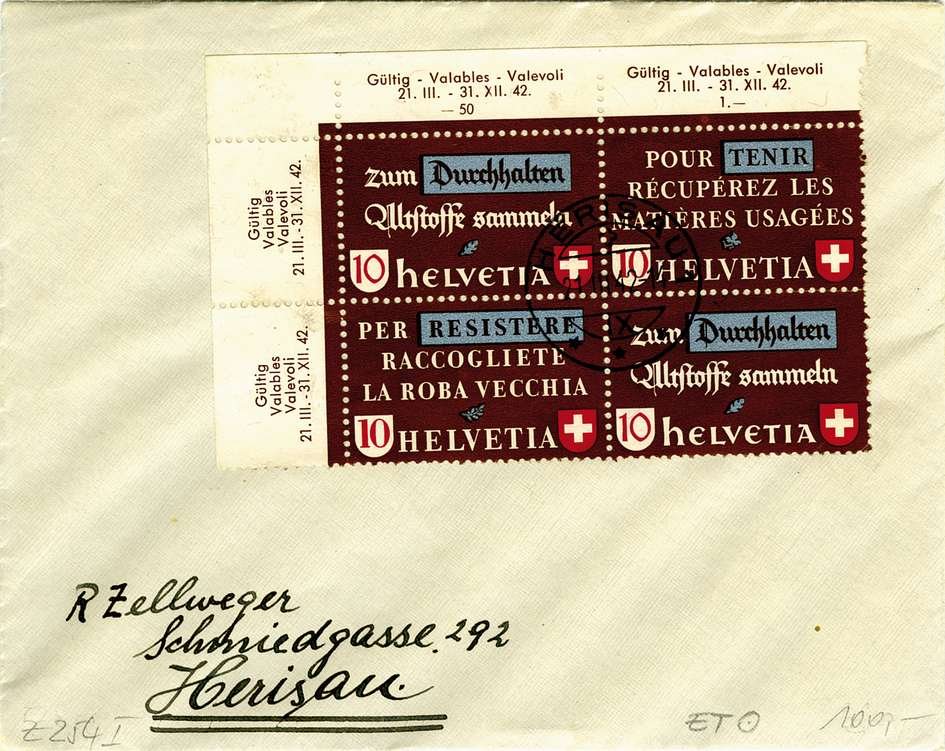 Gültig - Valables - Valevoli
21. III. - 31. XII. 42.
— 50
Gültig - Valables - Valevoli
21. III. - 31. XII. 42.
1.—
Gültig
Valables
Valevoli
21. III. - 31. XII. 42.
zum Durchhalten
Altstoffe sammeln
10 HELVETIA
POUR TENIR
RÉCUPÉREZ LES
MATIÈRES USAGÉES
10 HELVETIA
Gültig
Valables
Valevoli
21. III. - 31. XII. 42.
PER RESISTERE
RACCOGLIETE
LA ROBA VECCHIA
10 HELVETIA
zum Durchhalten
Altstoffe sammeln
10 HELVETIA
HERISAU
X
R Zellweger
Schmiedgasse. 292
Herisau.
Z 254 I